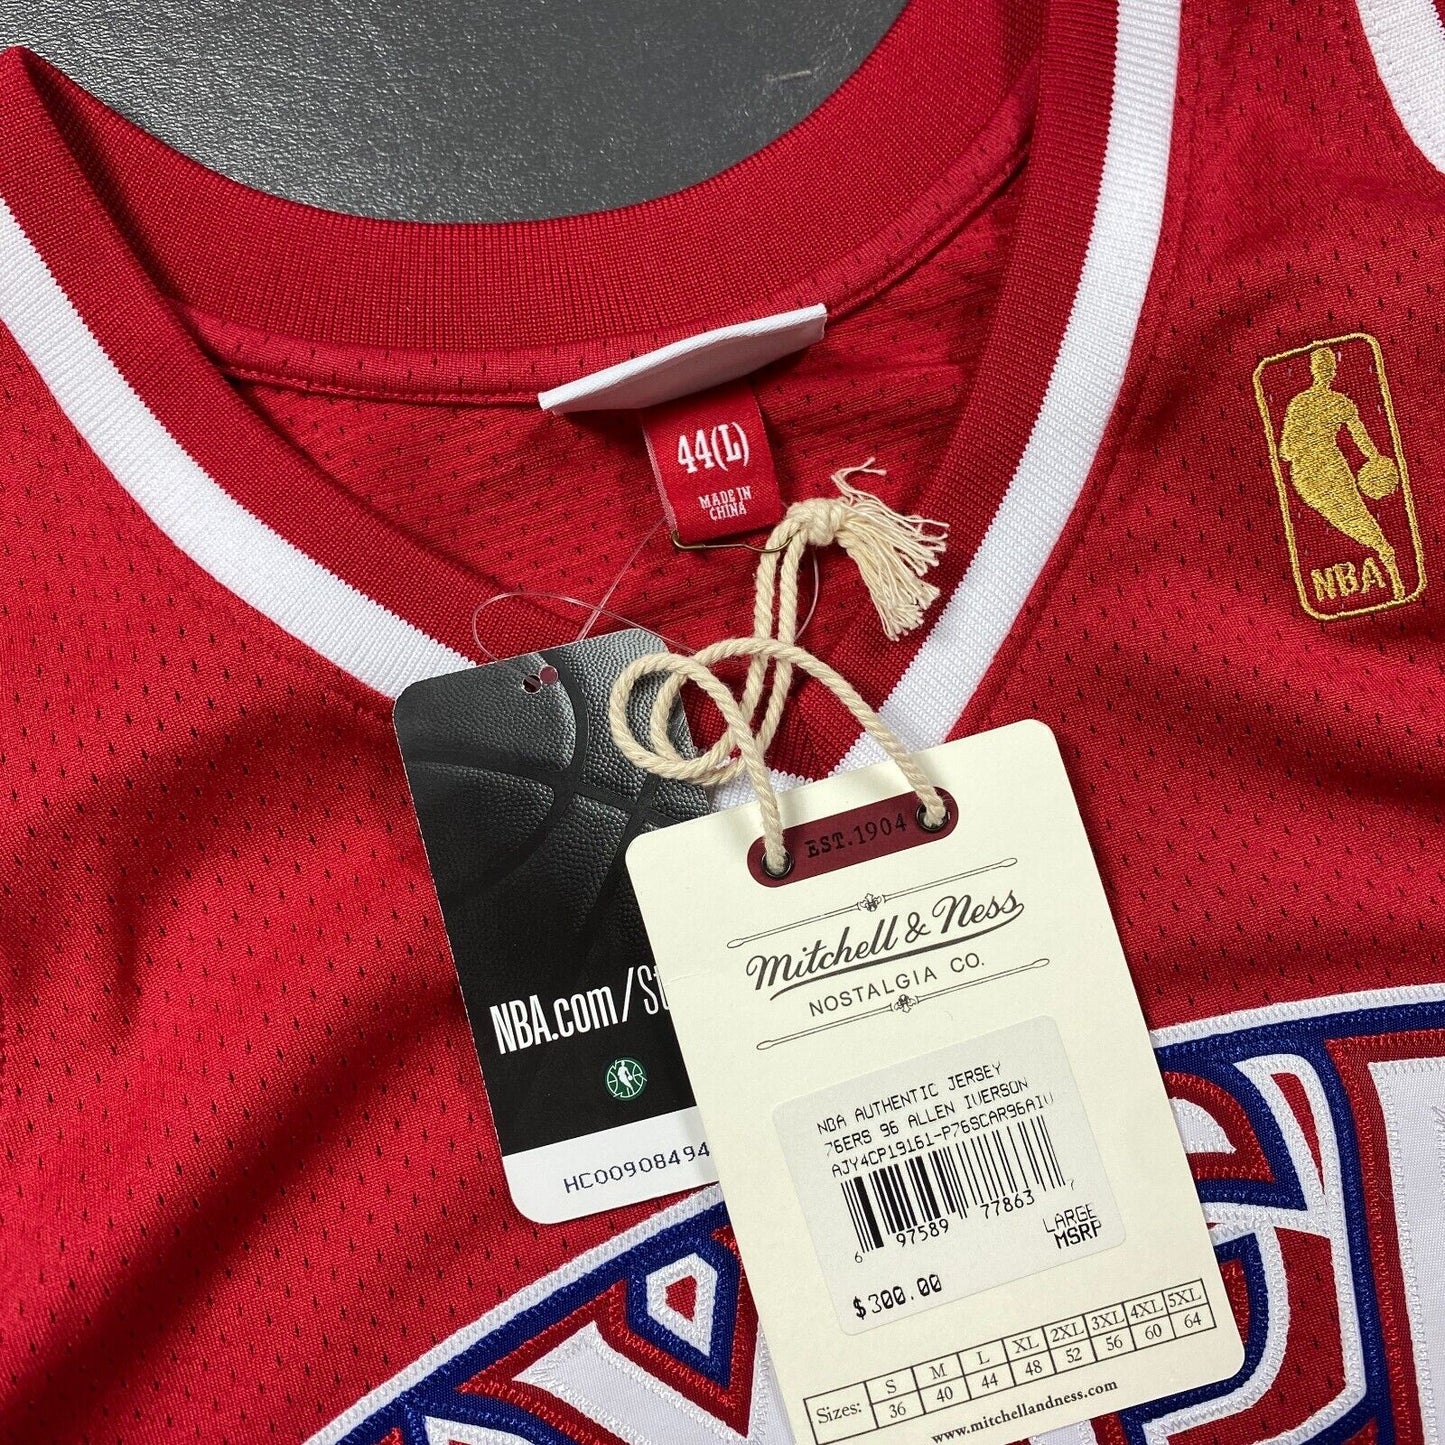 44(L)
MADE IN
CHINA
NBA
EST.1904
Mitchell & Ness
NOSTALGIA CO.
NBA.com/St
HC00908494
NBA AUTHENTIC JERSEY
76ERS 96 ALLEN IVERSON
AJY4CP19161-P76SCAR96AIV
6 97589 77863 7
LARGE
MSRP
$300.00
Sizes: S M L XL 2XL 3XL 4XL 5XL
36 40 44 48 52 56 60 64
www.mitchellandness.com